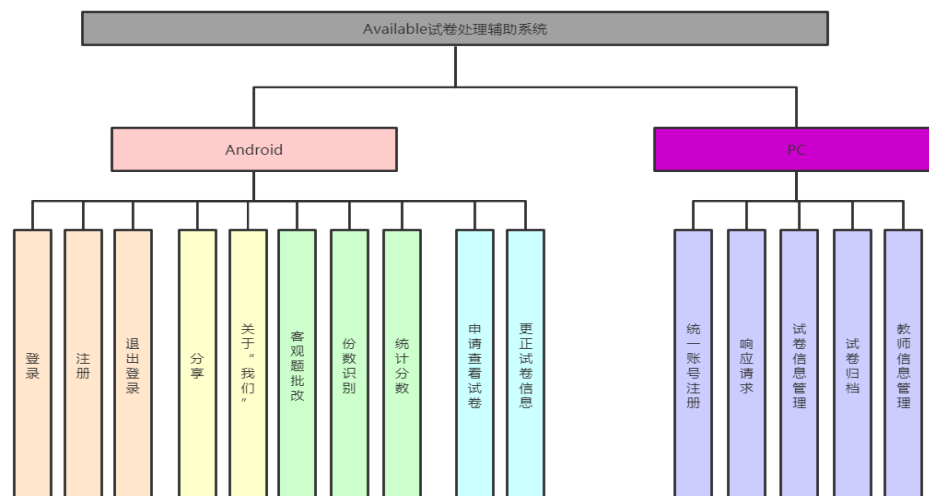 Available试卷处理辅助系统
Android
PC
登录
注册
退出登录
分享
关于“我们”
客观题批改
份数识别
统计分数
申请查看试卷
更正试卷信息
统一账号注册
响应请求
试卷信息管理
试卷归档
教师信息管理